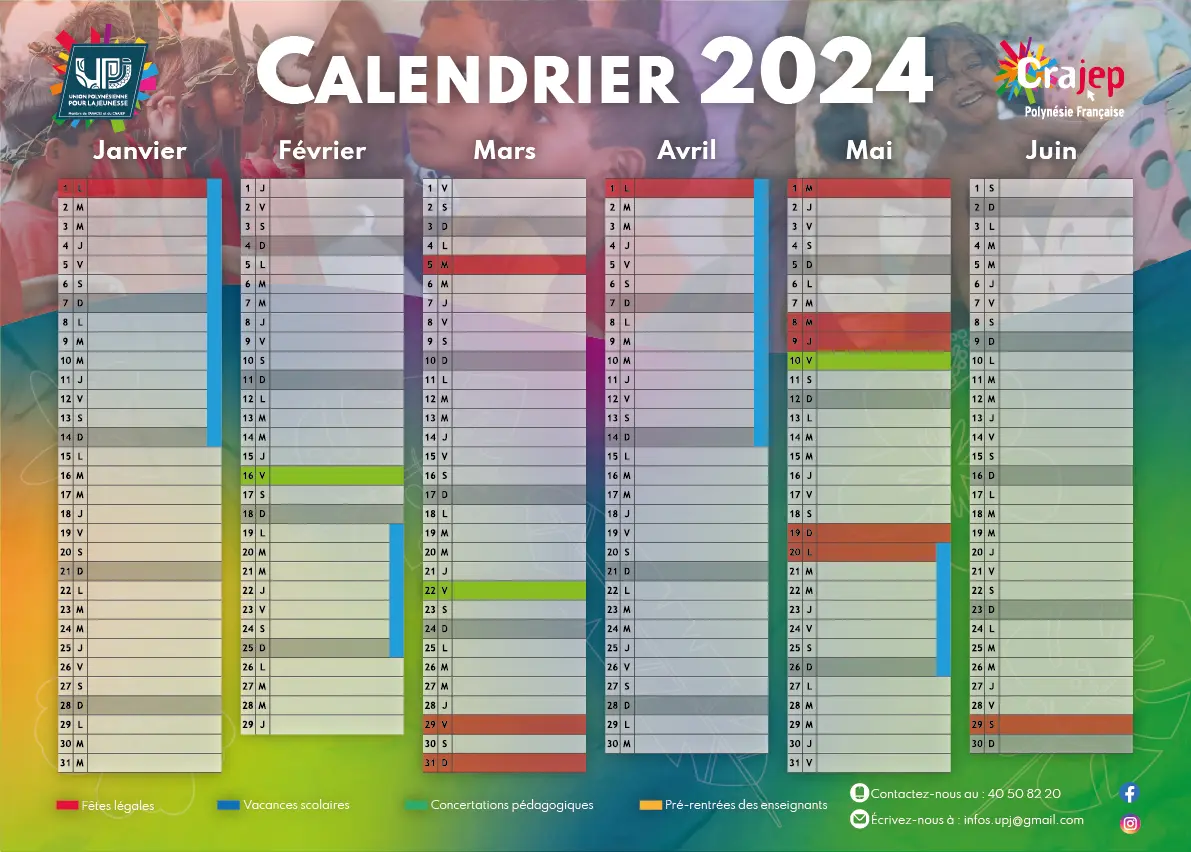 UPJ
UNION POLYNÉSIENNE
POUR LA JEUNESSE
CALENDRIER 2024
Crajep
Polynésie Française
Janvier Février Mars Avril Mai Juin
1 L 1 J 1 V 1 L 1 M 1 S
2 M 2 V 2 S 2 M 2 J 2 D
3 M 3 S 3 D 3 M 3 V 3 L
4 J 4 D 4 L 4 J 4 S 4 M
5 V 5 L 5 M 5 V 5 D 5 M
6 S 6 M 6 M 6 S 6 L 6 J
7 D 7 M 7 J 7 D 7 M 7 V
8 L 8 J 8 V 8 L 8 M 8 S
9 M 9 V 9 S 9 M 9 J 9 D
10 M 10 S 10 D 10 M 10 V 10 L
11 J 11 D 11 L 11 J 11 S 11 M
12 V 12 L 12 M 12 V 12 D 12 M
13 S 13 M 13 M 13 S 13 L 13 J
14 D 14 M 14 J 14 D 14 M 14 V
15 L 15 J 15 V 15 L 15 M 15 S
16 M 16 V 16 S 16 M 16 J 16 D
17 M 17 S 17 D 17 M 17 V 17 L
18 J 18 D 18 L 18 J 18 S 18 M
19 V 19 L 19 M 19 V 19 D 19 M
20 S 20 M 20 M 20 S 20 L 20 J
21 D 21 M 21 J 21 D 21 M 21 V
22 L 22 J 22 V 22 L 22 M 22 S
23 M 23 V 23 S 23 M 23 J 23 D
24 M 24 S 24 D 24 M 24 V 24 L
25 J 25 D 25 L 25 J 25 S 25 M
26 V 26 L 26 M 26 V 26 D 26 M
27 S 27 M 27 M 27 S 27 L 27 J
28 D 28 M 28 J 28 D 28 M 28 V
29 L 29 J 29 V 29 L 29 M 29 S
30 M 30 S 30 M 30 J 30 D
31 M 31 D 31 V
Fêtes légales Vacances scolaires Concertations pédagogiques Pré-rentrées des enseignants
Contactez-nous au : 40 50 82 20
Écrivez-nous à : infos.upj@gmail.com